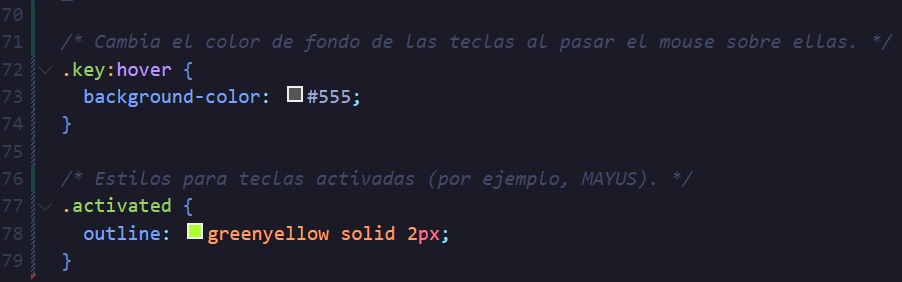 70
71 /* Cambia el color de fondo de las teclas al pasar el mouse sobre ellas. */
72 .key:hover {
73 background-color: #555;
74 }
75
76 /* Estilos para teclas activadas (por ejemplo, MAYUS). */
77 .activated {
78 outline: greenyellow solid 2px;
79 }